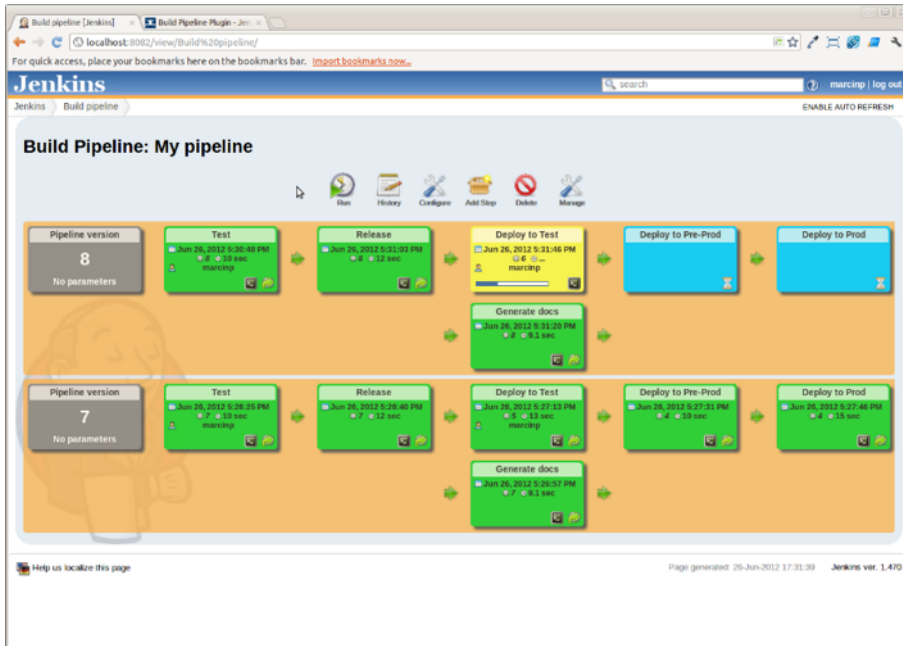 Build pipeline [Jenkins]
Build Pipeline Plugin - Jen
localhost:8082/view/Build%20pipeline/
For quick access, place your bookmarks here on the bookmarks bar. Import bookmarks now...
Jenkins
search
marcinp | log out
Jenkins Build pipeline
ENABLE AUTO REFRESH
Build Pipeline: My pipeline
Run History Configure Add Step Delete Manage
Pipeline version
8
No parameters
Test
Jun 26, 2012 5:30:48 PM
8 10 sec
marcinp
Release
Jun 26, 2012 5:31:03 PM
8 12 sec
Deploy to Test
Jun 26, 2012 5:31:46 PM
6 ...
marcinp
Deploy to Pre-Prod
Deploy to Prod
Generate docs
Jun 26, 2012 5:31:20 PM
8 9.1 sec
Pipeline version
7
No parameters
Test
Jun 26, 2012 5:26:25 PM
7 10 sec
marcinp
Release
Jun 26, 2012 5:26:40 PM
7 12 sec
Deploy to Test
Jun 26, 2012 5:27:13 PM
5 13 sec
marcinp
Deploy to Pre-Prod
Jun 26, 2012 5:27:31 PM
4 10 sec
Deploy to Prod
Jun 26, 2012 5:27:46 PM
4 15 sec
Generate docs
Jun 26, 2012 5:26:57 PM
7 9.1 sec
Help us localize this page
Page generated: 26-Jun-2012 17:31:39 Jenkins ver. 1.470